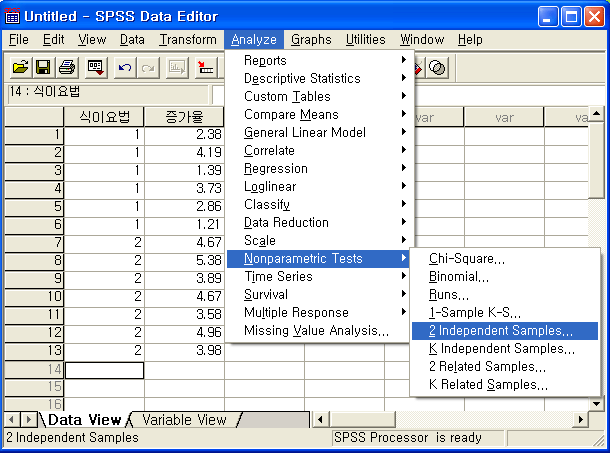 Untitled - SPSS Data Editor
File Edit View Data Transform Analyze Graphs Utilities Window Help
14 : 식이요법
식이요법 증가율 var var va
1 1 2.38
2 1 4.19
3 1 1.39
4 1 3.73
5 1 2.86
6 1 1.21
7 2 4.67
8 2 5.38
9 2 3.89
10 2 4.67
11 2 3.58
12 2 4.96
13 2 3.98
14
15
16
Reports
Descriptive Statistics
Custom Tables
Compare Means
General Linear Model
Correlate
Regression
Loglinear
Classify
Data Reduction
Scale
Nonparametric Tests
Time Series
Survival
Multiple Response
Missing Value Analysis...
Chi-Square...
Binomial...
Runs...
1-Sample K-S...
2 Independent Samples...
K Independent Samples...
2 Related Samples...
K Related Samples...
Data View Variable View
2 Independent Samples SPSS Processor is ready